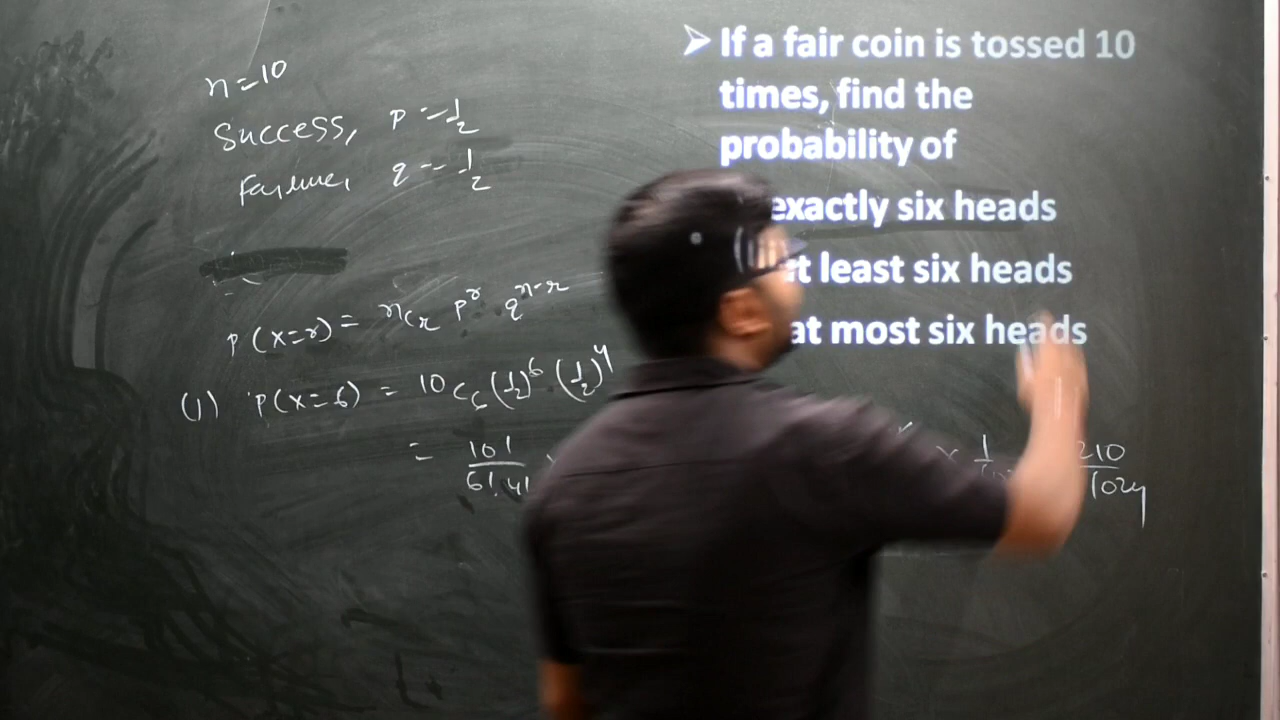 n = 10
Success, p = 1/2
Failure, q = 1/2
P(x=r) = nCr p^r q^n-r
(1) P(x=6) = 10C6 (1/2)^6 (1/2)^4
= 10!/6!.4!
210/1024
➢ If a fair coin is tossed 10
times, find the
probability of
exactly six heads
least six heads
at most six heads